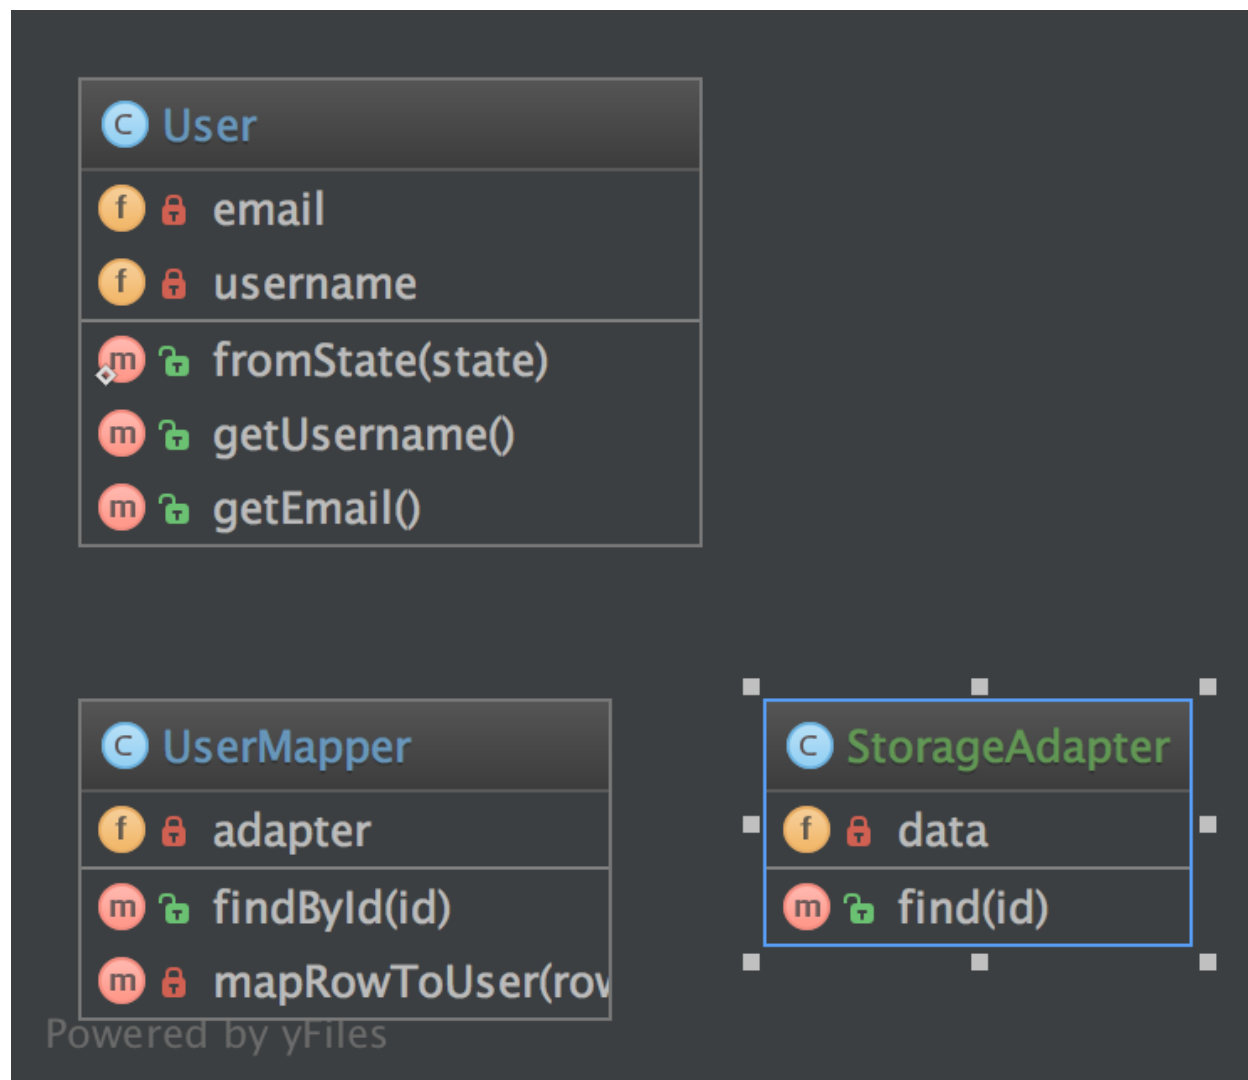 C User
f email
f username
m fromState(state)
m getUsername()
m getEmail()
C UserMapper
f adapter
m findById(id)
m mapRowToUser(row
C StorageAdapter
f data
m find(id)
Powered by yFiles